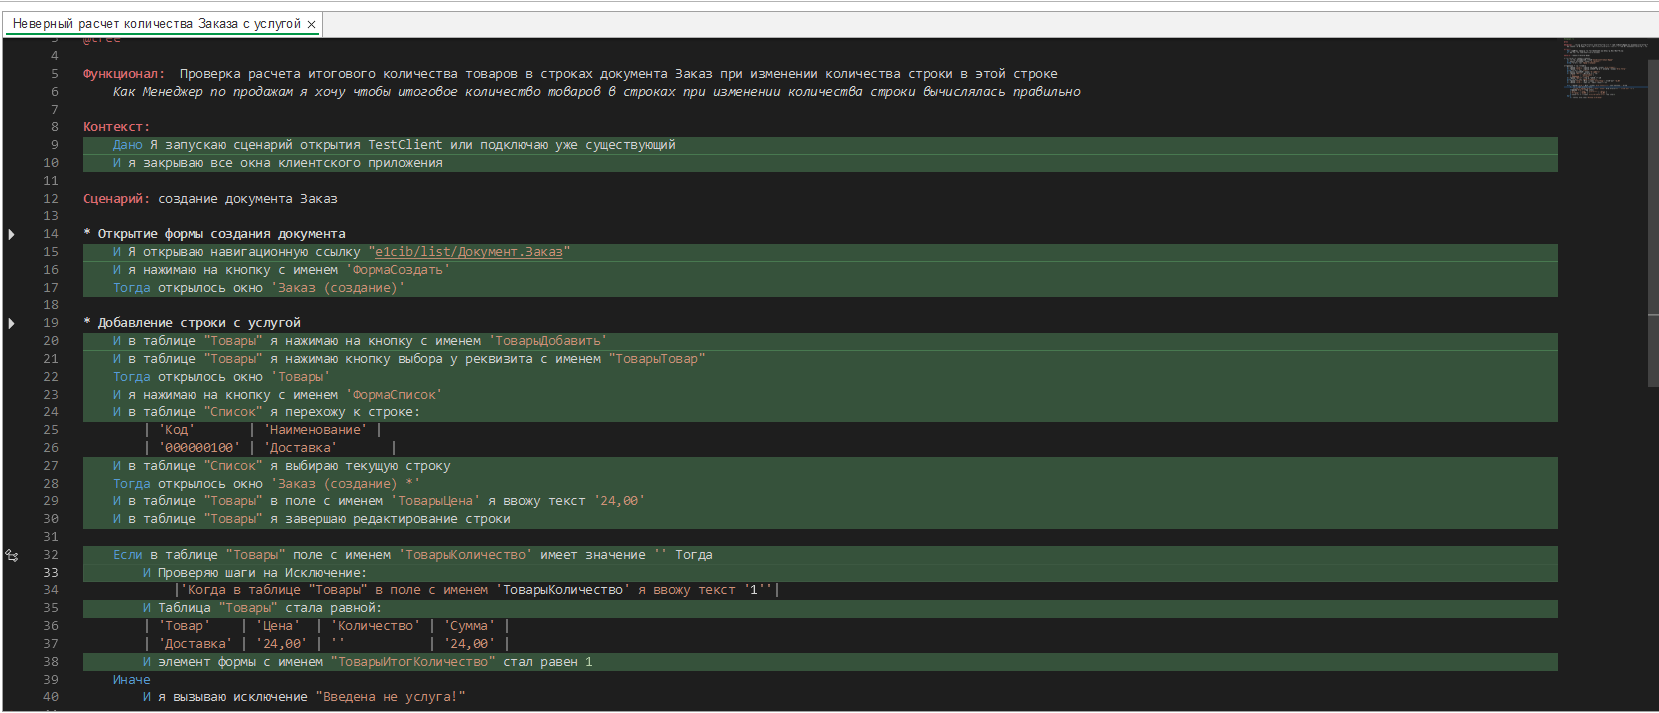 Неверный расчет количества Заказа с услугой ×
3 @tree
4
5 Функционал: Проверка расчета итогового количества товаров в строках документа Заказ при изменении количества строки в этой строке
6 Как Менеджер по продажам я хочу чтобы итоговое количество товаров в строках при изменении количества строки вычислялась правильно
7
8 Контекст:
9 Дано Я запускаю сценарий открытия TestClient или подключаю уже существующий
10 И я закрываю все окна клиентского приложения
11
12 Сценарий: создание документа Заказ
13
14 * Открытие формы создания документа
15 И Я открываю навигационную ссылку "e1cib/list/Документ.Заказ"
16 И я нажимаю на кнопку с именем 'ФормаСоздать'
17 Тогда открылось окно 'Заказ (создание)'
18
19 * Добавление строки с услугой
20 И в таблице "Товары" я нажимаю на кнопку с именем 'ТоварыДобавить'
21 И в таблице "Товары" я нажимаю кнопку выбора у реквизита с именем "ТоварыТовар"
22 Тогда открылось окно 'Товары'
23 И я нажимаю на кнопку с именем 'ФормаСписок'
24 И в таблице "Список" я перехожу к строке:
25 | 'Код' | 'Наименование' |
26 | '000000100' | 'Доставка' |
27 И в таблице "Список" я выбираю текущую строку
28 Тогда открылось окно 'Заказ (создание) *'
29 И в таблице "Товары" в поле с именем 'ТоварыЦена' я ввожу текст '24,00'
30 И в таблице "Товары" я завершаю редактирование строки
31
32 Если в таблице "Товары" поле с именем 'ТоварыКоличество' имеет значение '' Тогда
33 И Проверяю шаги на Исключение:
34 |'Когда в таблице "Товары" в поле с именем 'ТоварыКоличество' я ввожу текст '1''|
35 И Таблица "Товары" стала равной:
36 | 'Товар' | 'Цена' | 'Количество' | 'Сумма' |
37 | 'Доставка' | '24,00' | '' | '24,00' |
38 И элемент формы с именем "ТоварыИтогКоличество" стал равен 1
39 Иначе
40 И я вызываю исключение "Введена не услуга!"